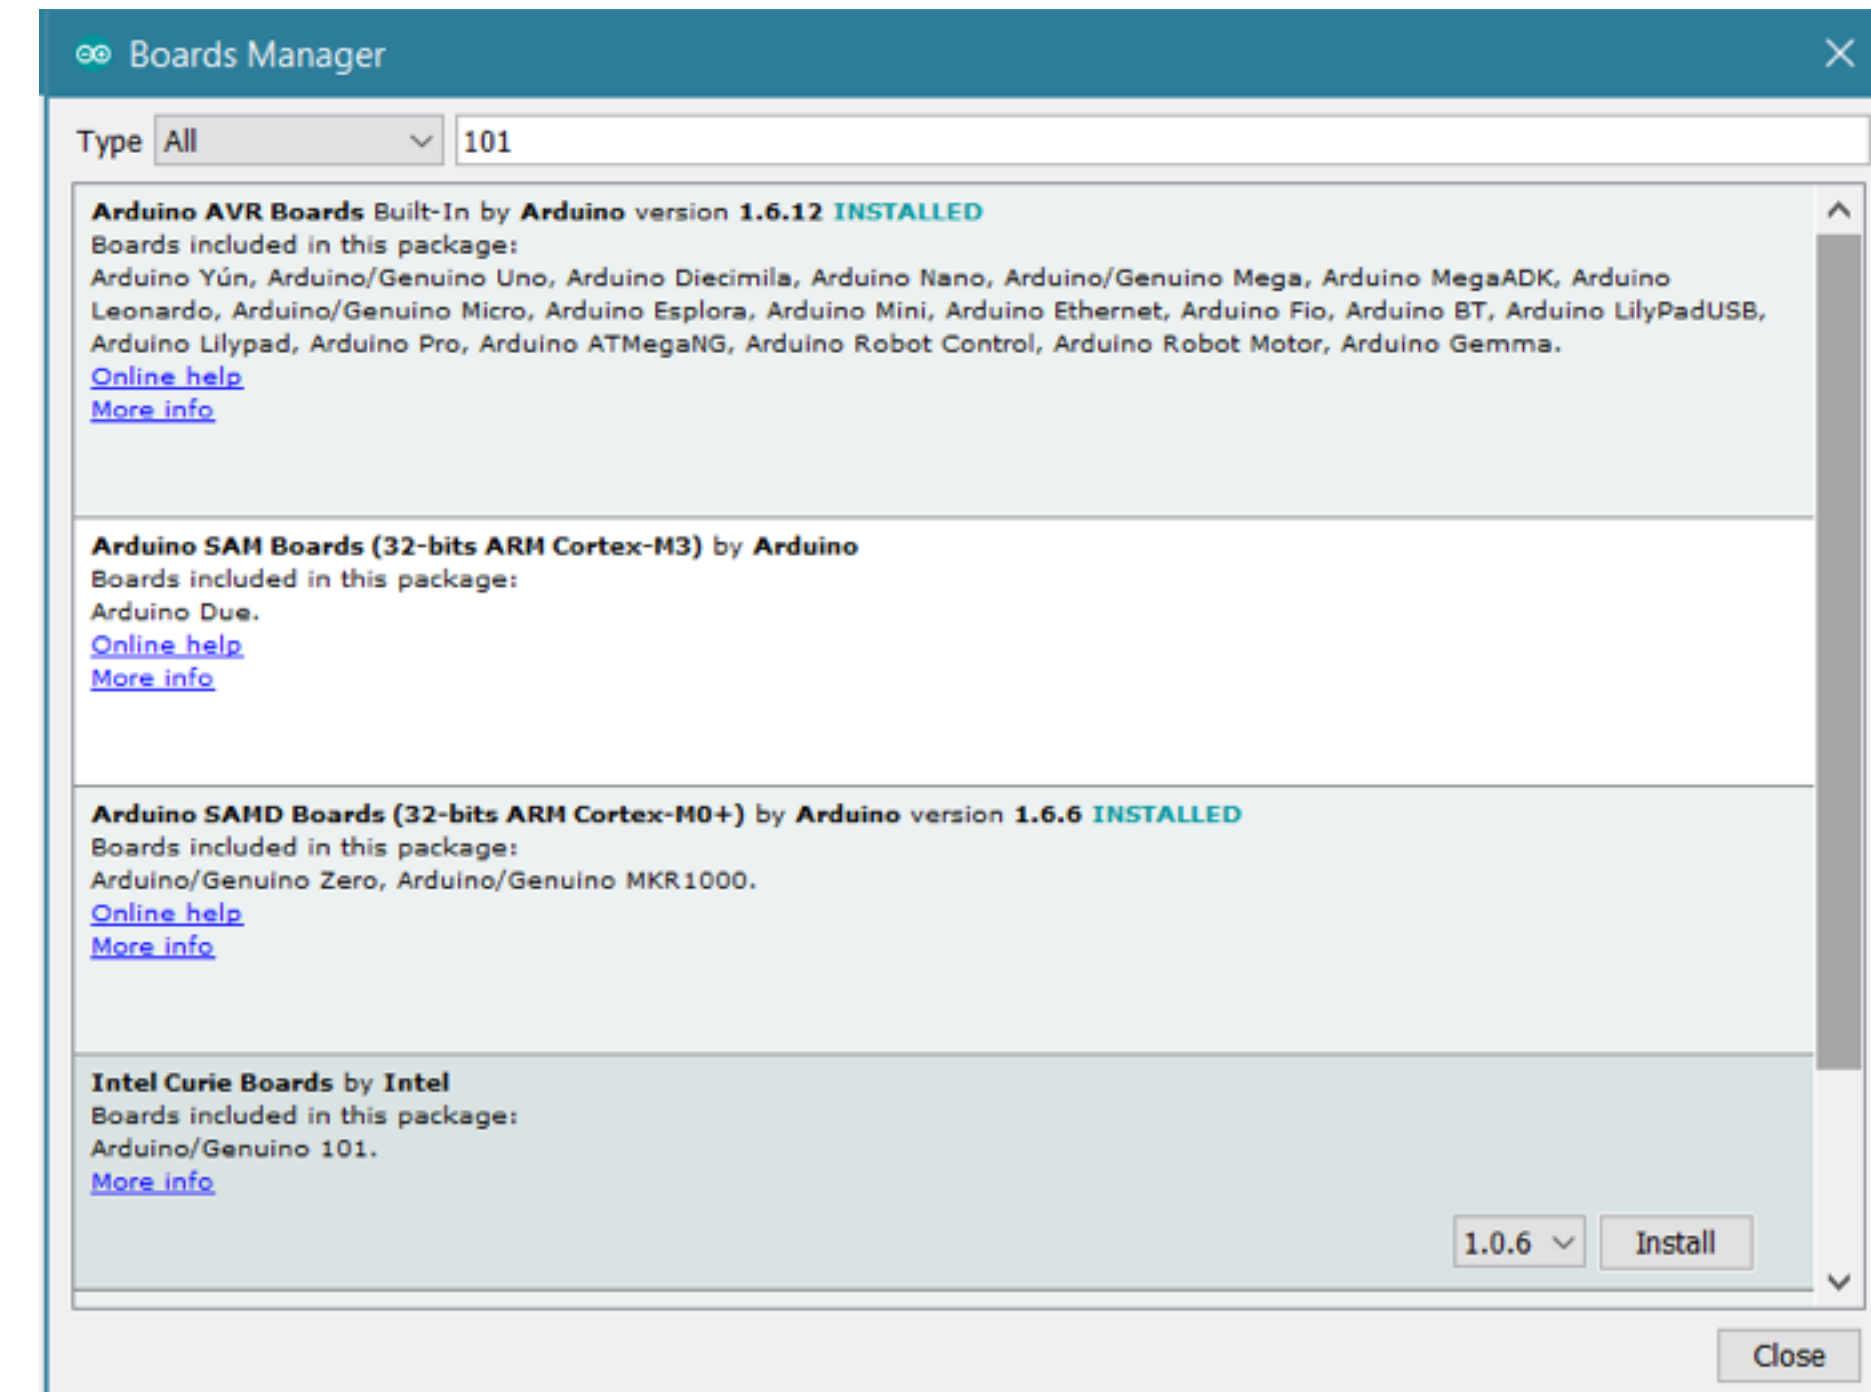 Boards Manager
Type All 101
Arduino AVR Boards Built-In by Arduino version 1.6.12 INSTALLED
Boards included in this package:
Arduino Yún, Arduino/Genuino Uno, Arduino Diecimila, Arduino Nano, Arduino/Genuino Mega, Arduino MegaADK, Arduino
Leonardo, Arduino/Genuino Micro, Arduino Esplora, Arduino Mini, Arduino Ethernet, Arduino Fio, Arduino BT, Arduino LilyPadUSB,
Arduino Lilypad, Arduino Pro, Arduino ATMegaNG, Arduino Robot Control, Arduino Robot Motor, Arduino Gemma.
Online help
More info
Arduino SAM Boards (32-bits ARM Cortex-M3) by Arduino
Boards included in this package:
Arduino Due.
Online help
More info
Arduino SAMD Boards (32-bits ARM Cortex-M0+) by Arduino version 1.6.6 INSTALLED
Boards included in this package:
Arduino/Genuino Zero, Arduino/Genuino MKR1000.
Online help
More info
Intel Curie Boards by Intel
Boards included in this package:
Arduino/Genuino 101.
More info
1.0.6 Install
Close